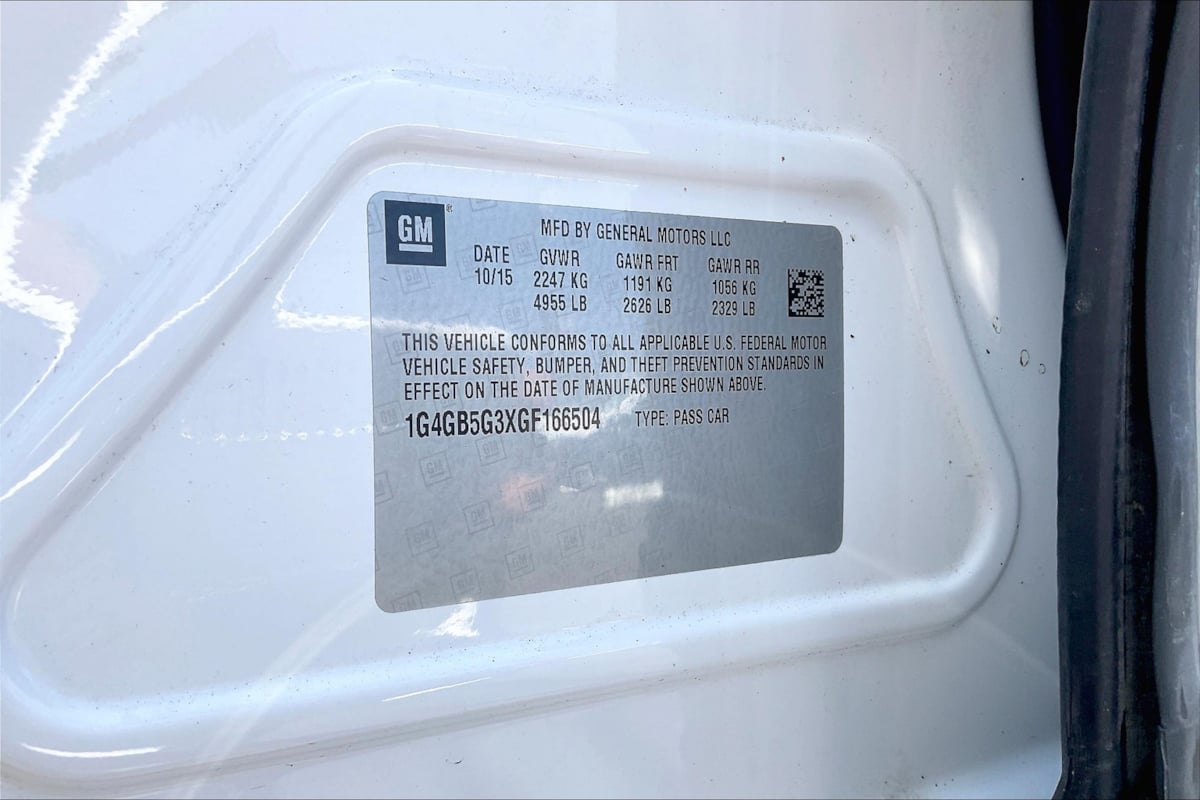 GM®
MFD BY GENERAL MOTORS LLC
DATE GVWR GAWR FRT GAWR RR
10/15 2247 KG 1191 KG 1056 KG
4955 LB 2626 LB 2329 LB
THIS VEHICLE CONFORMS TO ALL APPLICABLE U.S. FEDERAL MOTOR
VEHICLE SAFETY, BUMPER, AND THEFT PREVENTION STANDARDS IN
EFFECT ON THE DATE OF MANUFACTURE SHOWN ABOVE.
1G4GB5G3XGF166504 TYPE: PASS CAR